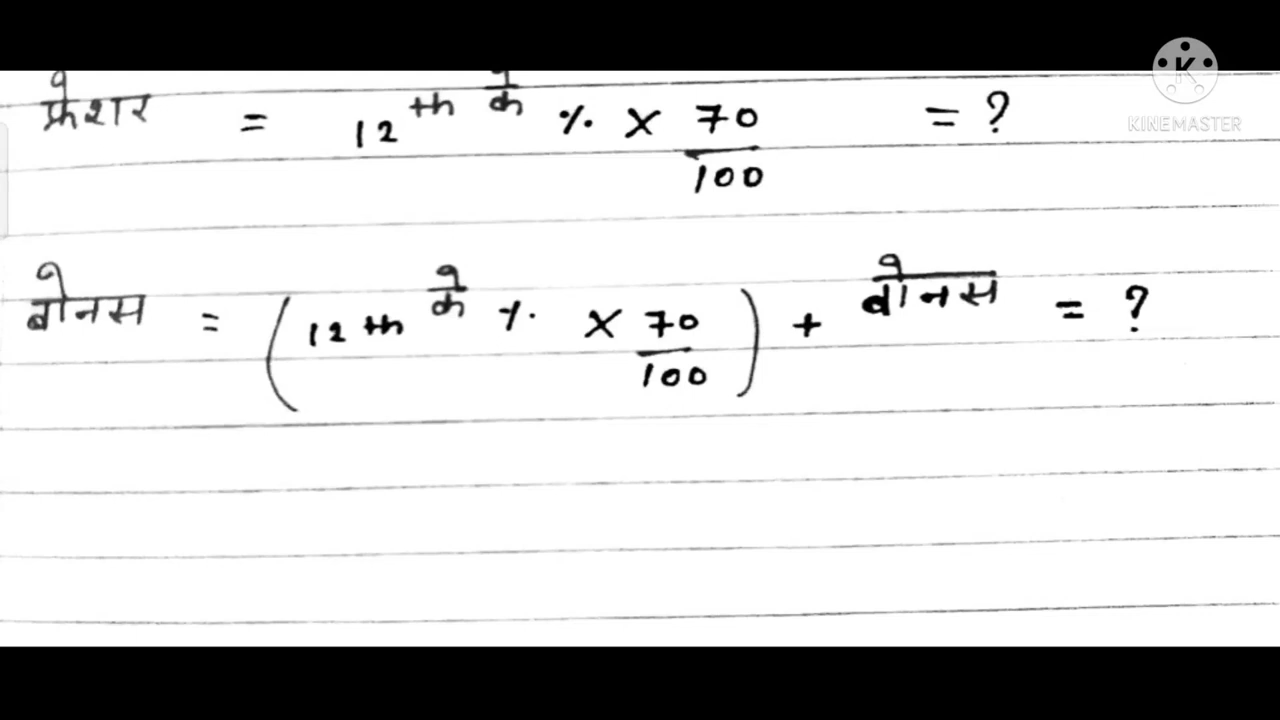 फ्रेशर = 12th के % × 70/100 = ?
KINEMASTER
बोनस = (12th के % × 70/100) + बोनस = ?